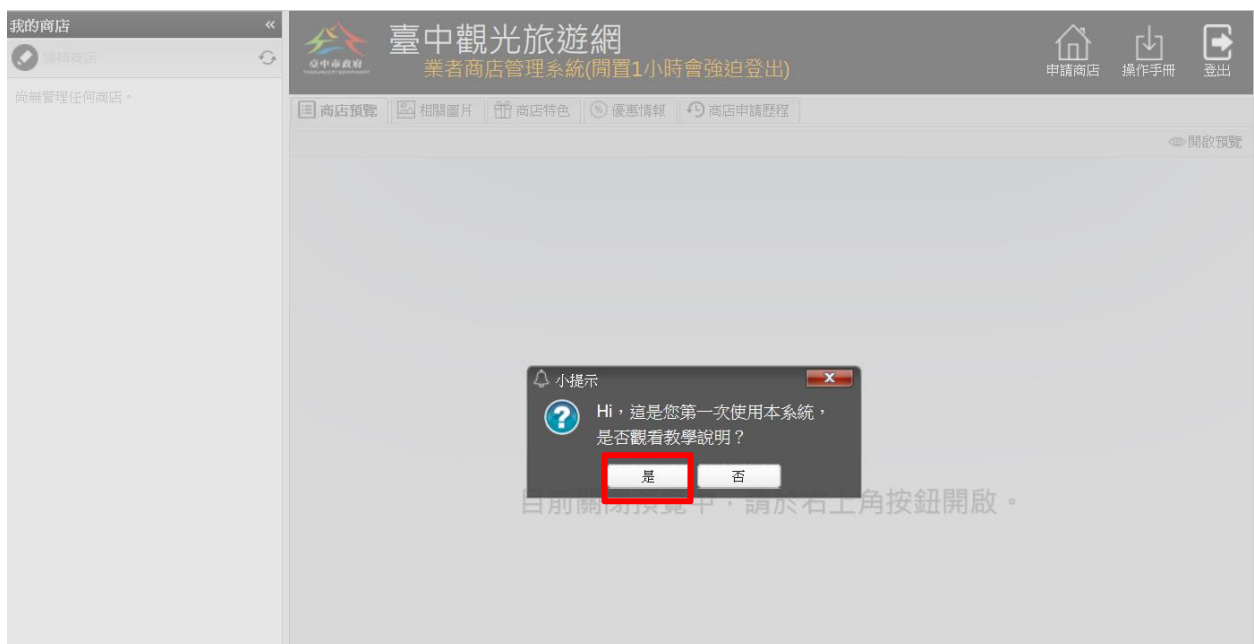 我的商店
編輯商店
尚無管理任何商店。
臺中市政府
臺中觀光旅遊網
業者商店管理系統(閒置1小時會強迫登出)
申請商店
操作手冊
登出
商店預覽
相關圖片
商店特色
優惠情報
商店申請歷程
開啟預覽
小提示
Hi，這是您第一次使用本系統，
是否觀看教學說明？
是
否
目前關閉預覽中，請於右上角按鈕開啟。